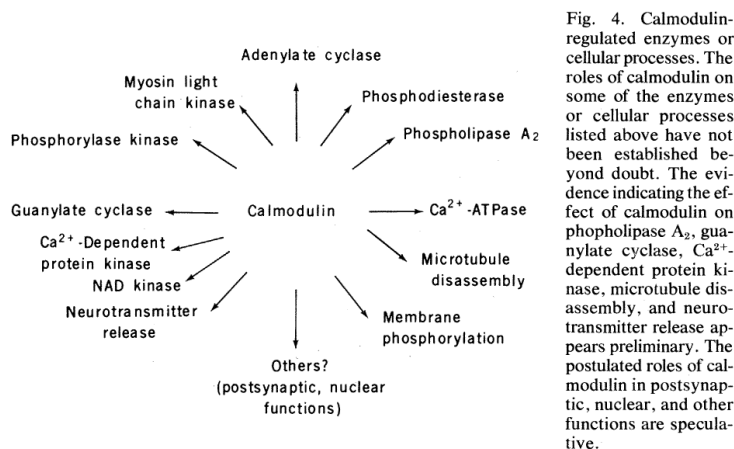 Adenylate cyclase
Myosin light
chain kinase
Phosphodiesterase
Phosphorylase kinase
Phospholipase A₂
Guanylate cyclase
Calmodulin
Ca²⁺-ATPase
Ca²⁺-Dependent
protein kinase
NAD kinase
Neurotransmitter
release
Microtubule
disassembly
Membrane
phosphorylation
Others?
(postsynaptic, nuclear
functions)
Fig. 4. Calmodulin-
regulated enzymes or
cellular processes. The
roles of calmodulin on
some of the enzymes
or cellular processes
listed above have not
been established be-
yond doubt. The evi-
dence indicating the ef-
fect of calmodulin on
phopholipase A₂, gua-
nylate cyclase, Ca²⁺-
dependent protein ki-
nase, microtubule dis-
assembly, and neuro-
transmitter release ap-
pears preliminary. The
postulated roles of cal-
modulin in postsynap-
tic, nuclear, and other
functions are specula-
tive.